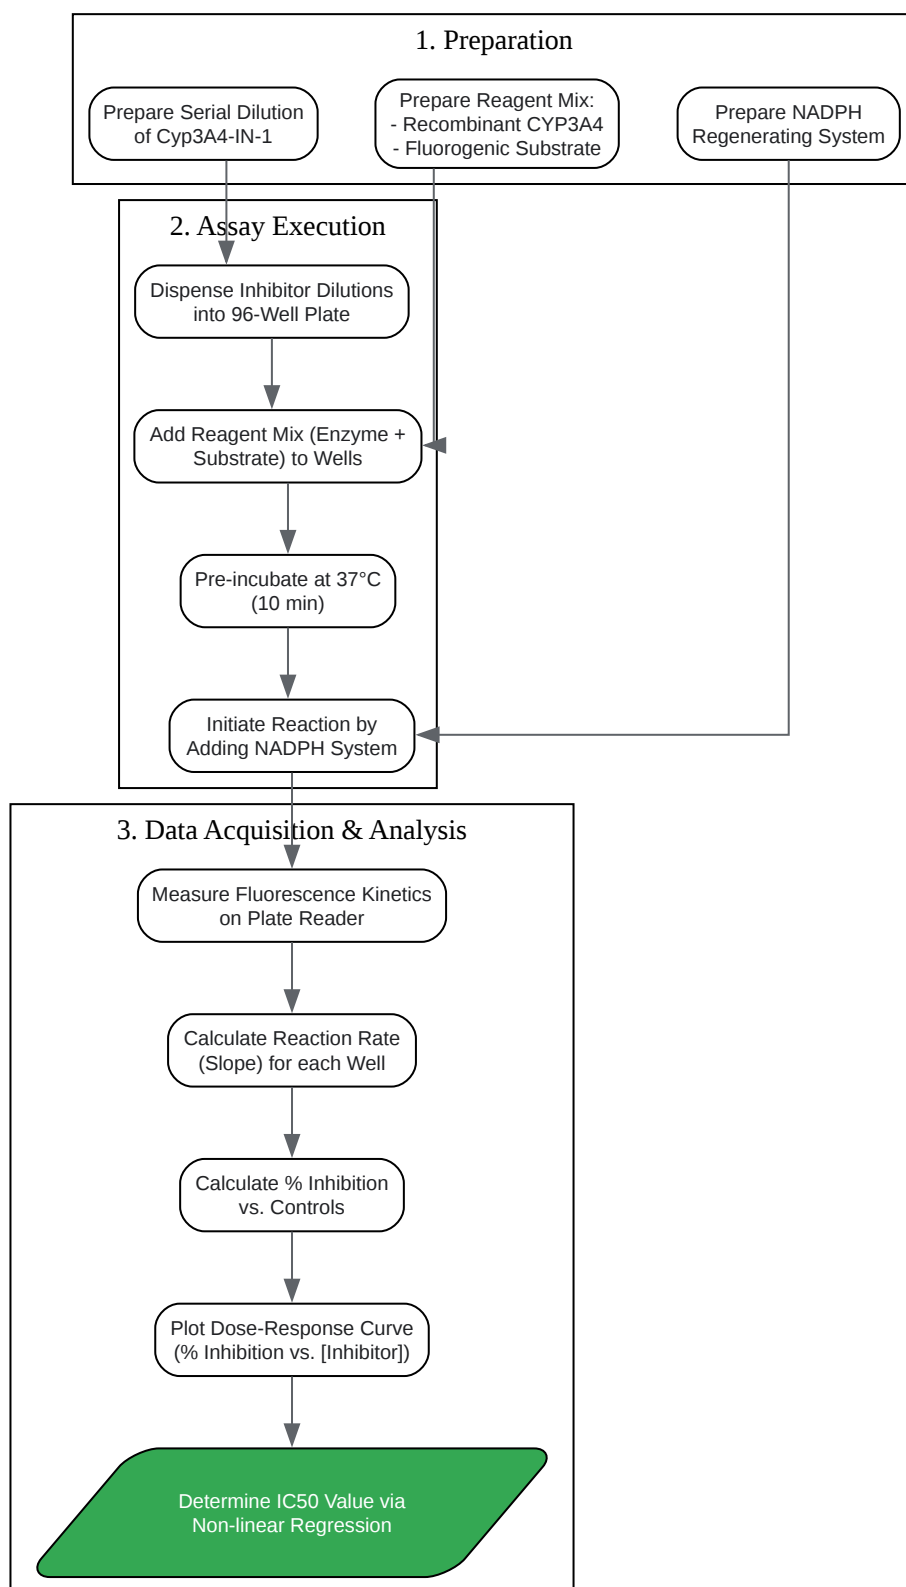 1. Preparation
Prepare Serial Dilution
of Cyp3A4-IN-1
Prepare Reagent Mix:
- Recombinant CYP3A4
- Fluorogenic Substrate
Prepare NADPH
Regenerating System
2. Assay Execution
Dispense Inhibitor Dilutions
into 96-Well Plate
Add Reagent Mix (Enzyme +
Substrate) to Wells
Pre-incubate at 37°C
(10 min)
Initiate Reaction by
Adding NADPH System
3. Data Acquisition & Analysis
Measure Fluorescence Kinetics
on Plate Reader
Calculate Reaction Rate
(Slope) for each Well
Calculate % Inhibition
vs. Controls
Plot Dose-Response Curve
(% Inhibition vs. [Inhibitor])
Determine IC50 Value via
Non-linear Regression